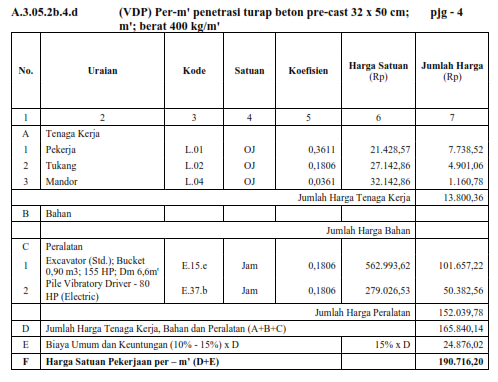 A.3.05.2b.4.d (VDP) Per-m' penetrasi turap beton pre-cast 32 x 50 cm; pjg - 4
m'; berat 400 kg/m'
No. Uraian Kode Satuan Koefisien Harga Satuan (Rp) Jumlah Harga (Rp)
1 2 3 4 5 6 7
A Tenaga Kerja
1 Pekerja L.01 OJ 0,3611 21.428,57 7.738,52
2 Tukang L.02 OJ 0,1806 27.142,86 4.901,06
3 Mandor L.04 OJ 0,0361 32.142,86 1.160,78
Jumlah Harga Tenaga Kerja 13.800,36
B Bahan
Jumlah Harga Bahan
C Peralatan
1 Excavator (Std.); Bucket 0,90 m3; 155 HP; Dm 6,6m' E.15.e Jam 0,1806 562.993,62 101.657,22
2 Pile Vibratory Driver - 80 HP (Electric) E.37.b Jam 0,1806 279.026,53 50.382,56
Jumlah Harga Peralatan 152.039,78
D Jumlah Harga Tenaga Kerja, Bahan dan Peralatan (A+B+C) 165.840,14
E Biaya Umum dan Keuntungan (10% - 15%) x D 15% x D 24.876,02
F Harga Satuan Pekerjaan per – m' (D+E) 190.716,20